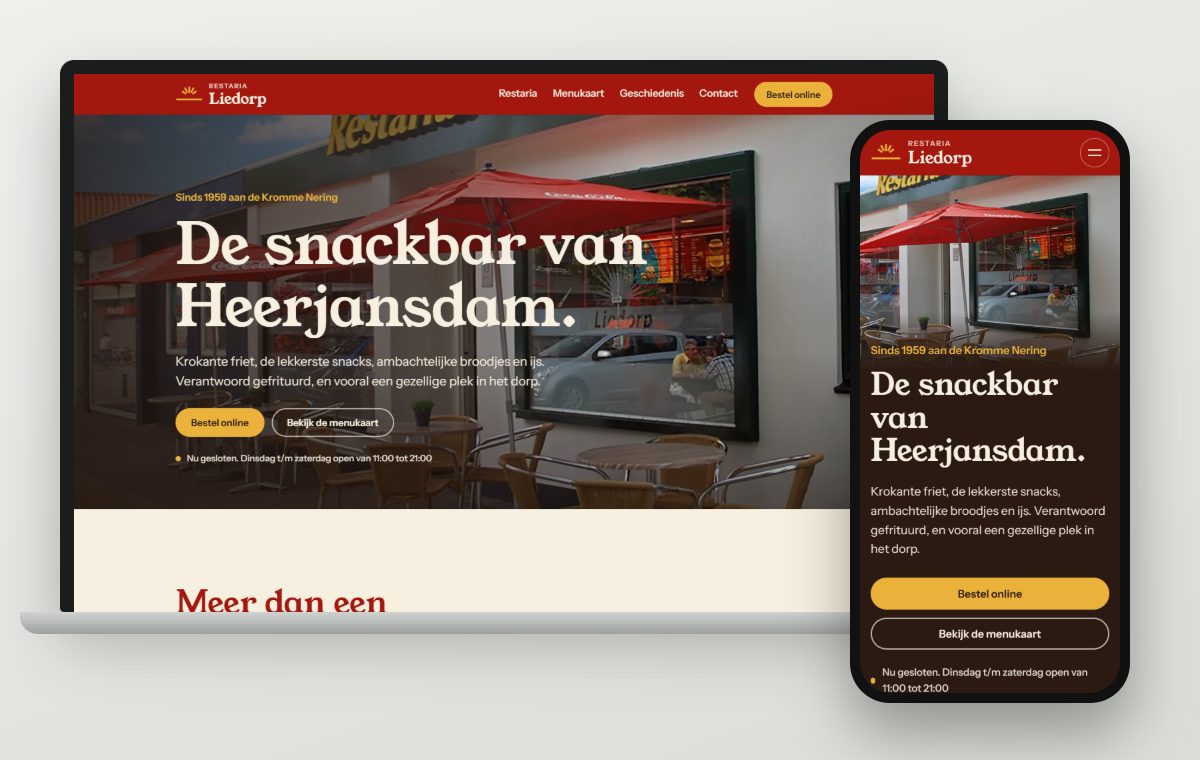 RESTARIA
Liedorp
Restaria Menukaart Geschiedenis Contact Bestel online
Restaria
Coca-Cola
Coca-Cola
Sinds 1959 aan de Kromme Nering
De snackbar van
Heerjansdam.
Liedorp
Krokante friet, de lekkerste snacks, ambachtelijke broodjes en ijs.
Verantwoord gefrituurd, en vooral een gezellige plek in het dorp.
Bestel online Bekijk de menukaart
Nu gesloten. Dinsdag t/m zaterdag open van 11:00 tot 21:00
Meer dan een
RESTARIA
Liedorp
Restaria
Liedorp
Sinds 1959 aan de Kromme Nering
De snackbar
van
Heerjansdam.
Krokante friet, de lekkerste snacks,
ambachtelijke broodjes en ijs. Verantwoord
gefrituurd, en vooral een gezellige plek in
het dorp.
Bestel online
Bekijk de menukaart
Nu gesloten. Dinsdag t/m zaterdag open van
11:00 tot 21:00